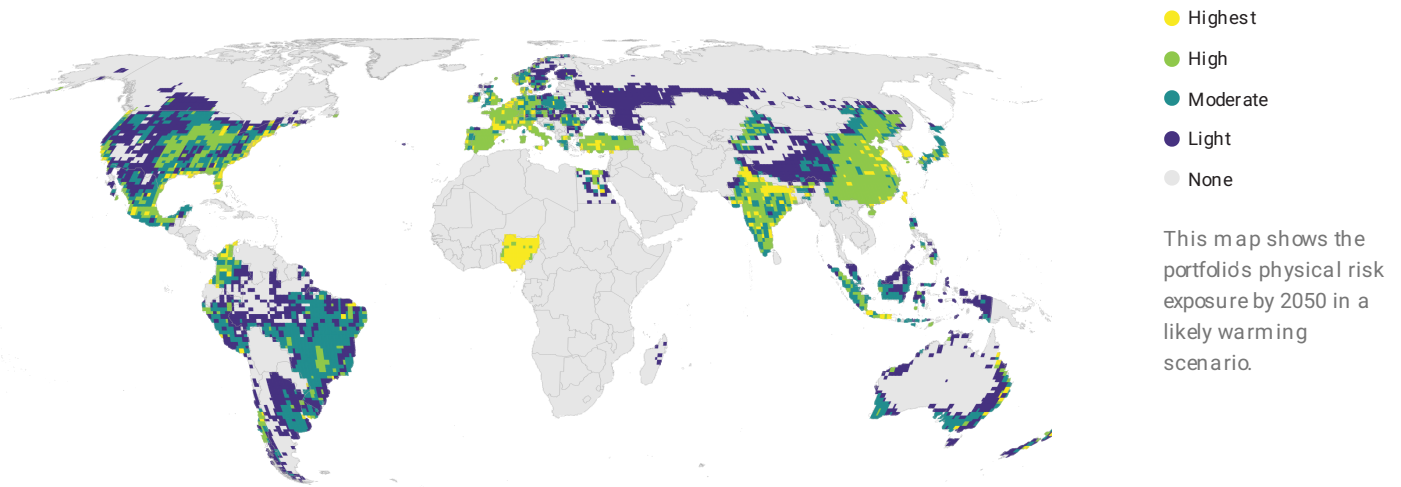 Highest
High
Moderate
Light
None
This map shows the
portfolio's physical risk
exposure by 2050 in a
likely warming
scenario.